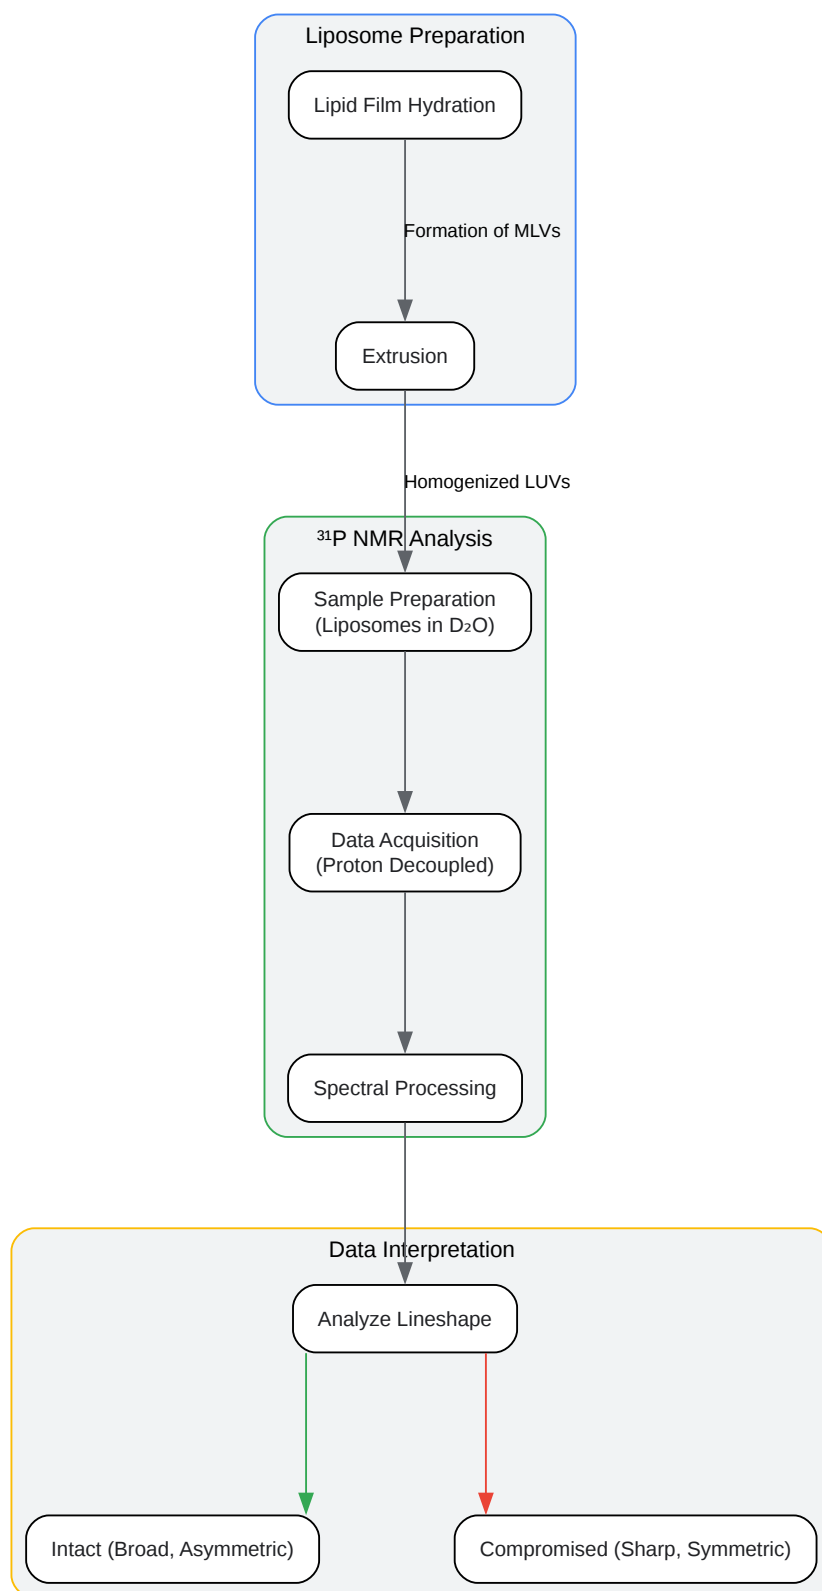 Liposome Preparation
Lipid Film Hydration
Formation of MLVs
Extrusion
Homogenized LUVs
³¹P NMR Analysis
Sample Preparation
(Liposomes in D₂O)
Data Acquisition
(Proton Decoupled)
Spectral Processing
Data Interpretation
Analyze Lineshape
Intact (Broad, Asymmetric)
Compromised (Sharp, Symmetric)